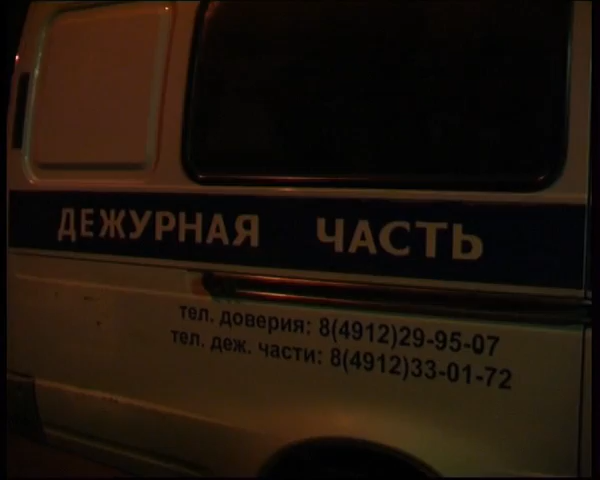 ДЕЖУРНАЯ ЧАСТЬ
тел. доверия: 8(4912)29-95-07
тел. деж. части: 8(4912)33-01-72